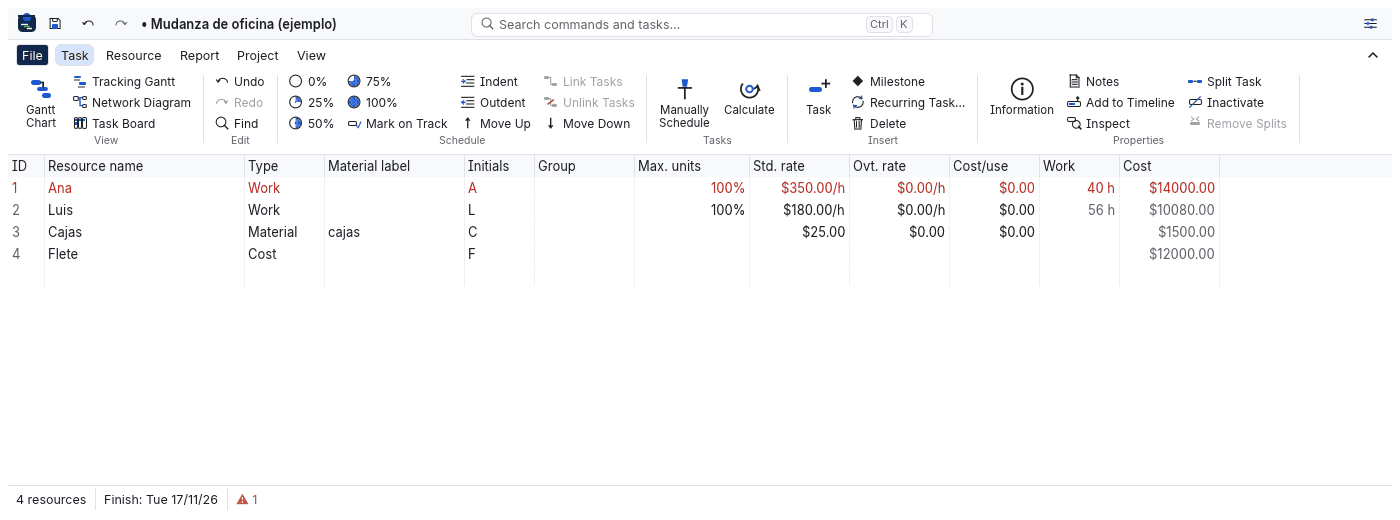 • Mudanza de oficina (ejemplo) Search commands and tasks... Ctrl K
File Task Resource Report Project View
Gantt Chart
Tracking Gantt
Network Diagram
Task Board
View
Undo
Redo
Find
Edit
0% 75%
25% 100%
50% Mark on Track
Indent Link Tasks
Outdent Unlink Tasks
Move Up Move Down
Schedule
Manually Schedule
Calculate
Tasks
Task
Milestone
Recurring Task...
Delete
Insert
Information
Notes Split Task
Add to Timeline Inactivate
Inspect Remove Splits
Properties
ID Resource name Type Material label Initials Group Max. units Std. rate Ovt. rate Cost/use Work Cost
1 Ana Work A 100% $350.00/h $0.00/h $0.00 40 h $14000.00
2 Luis Work L 100% $180.00/h $0.00/h $0.00 56 h $10080.00
3 Cajas Material cajas C $25.00 $0.00 $0.00 $1500.00
4 Flete Cost F $12000.00
4 resources Finish: Tue 17/11/26 1